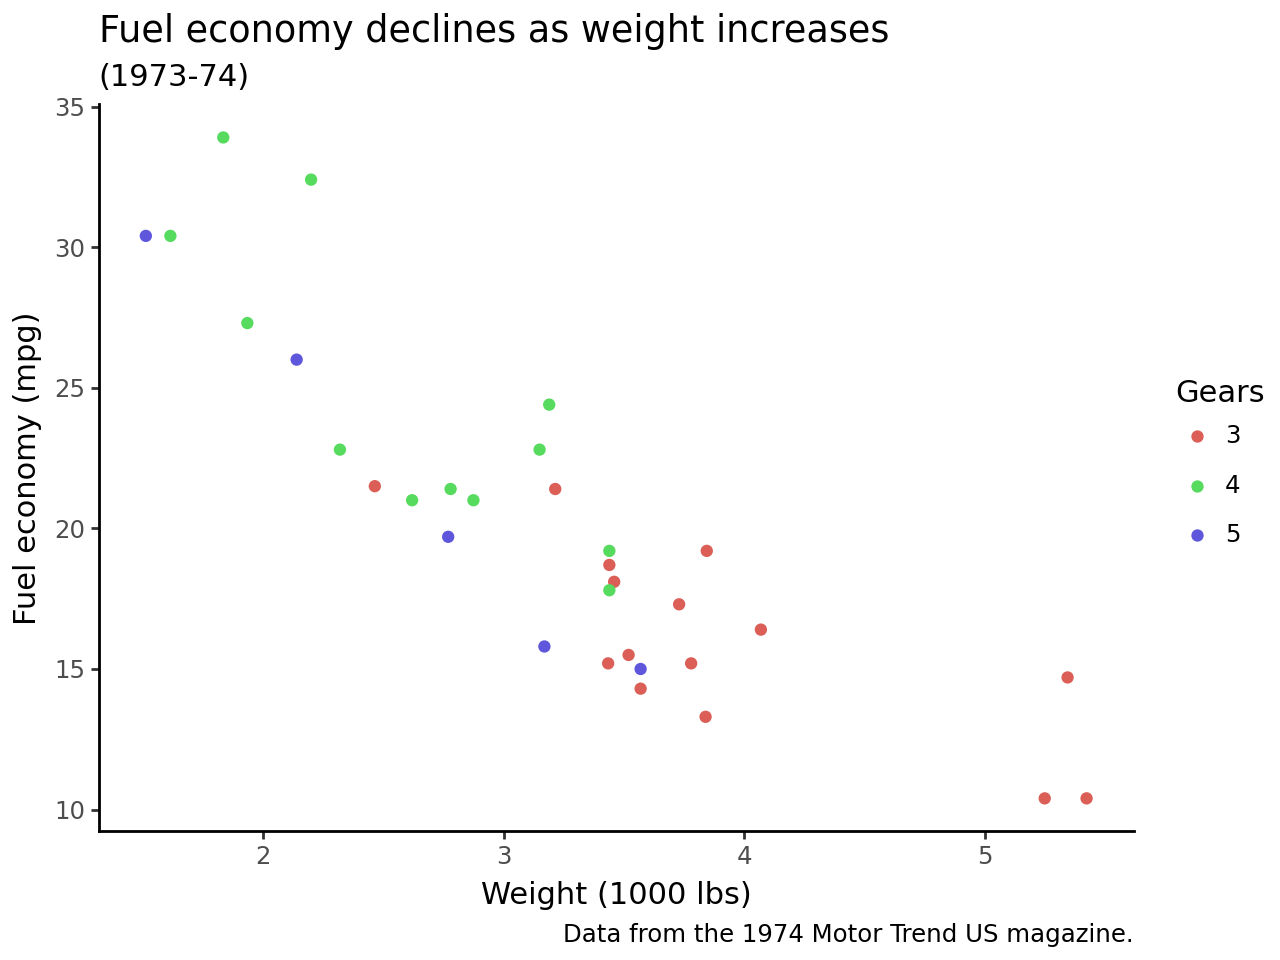 Fuel economy declines as weight increases
(1973-74)
35
30
25
20
15
10
Fuel economy (mpg)
2 3 4 5
Weight (1000 lbs)
Data from the 1974 Motor Trend US magazine.
Gears
3
4
5